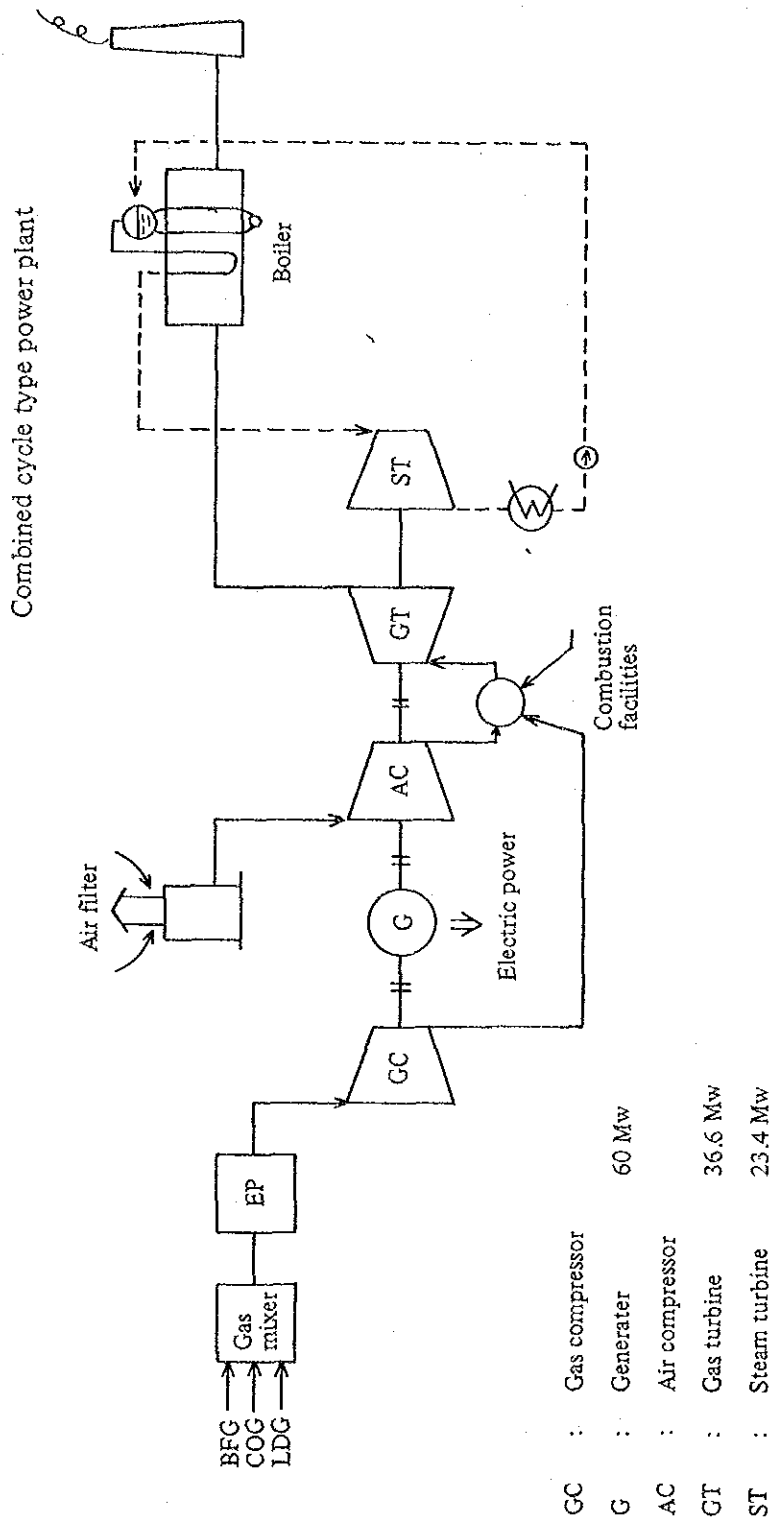 Combined cycle type power plant
Air filter
Boiler
BFG
COG
LDG
Gas
mixer
EP
GC
G
AC
GT
ST
Electric power
Combustion
facilities
GC : Gas compressor
G : Generater 60 Mw
AC : Air compressor
GT : Gas turbine 36.6 Mw
ST : Steam turbine 23.4 Mw